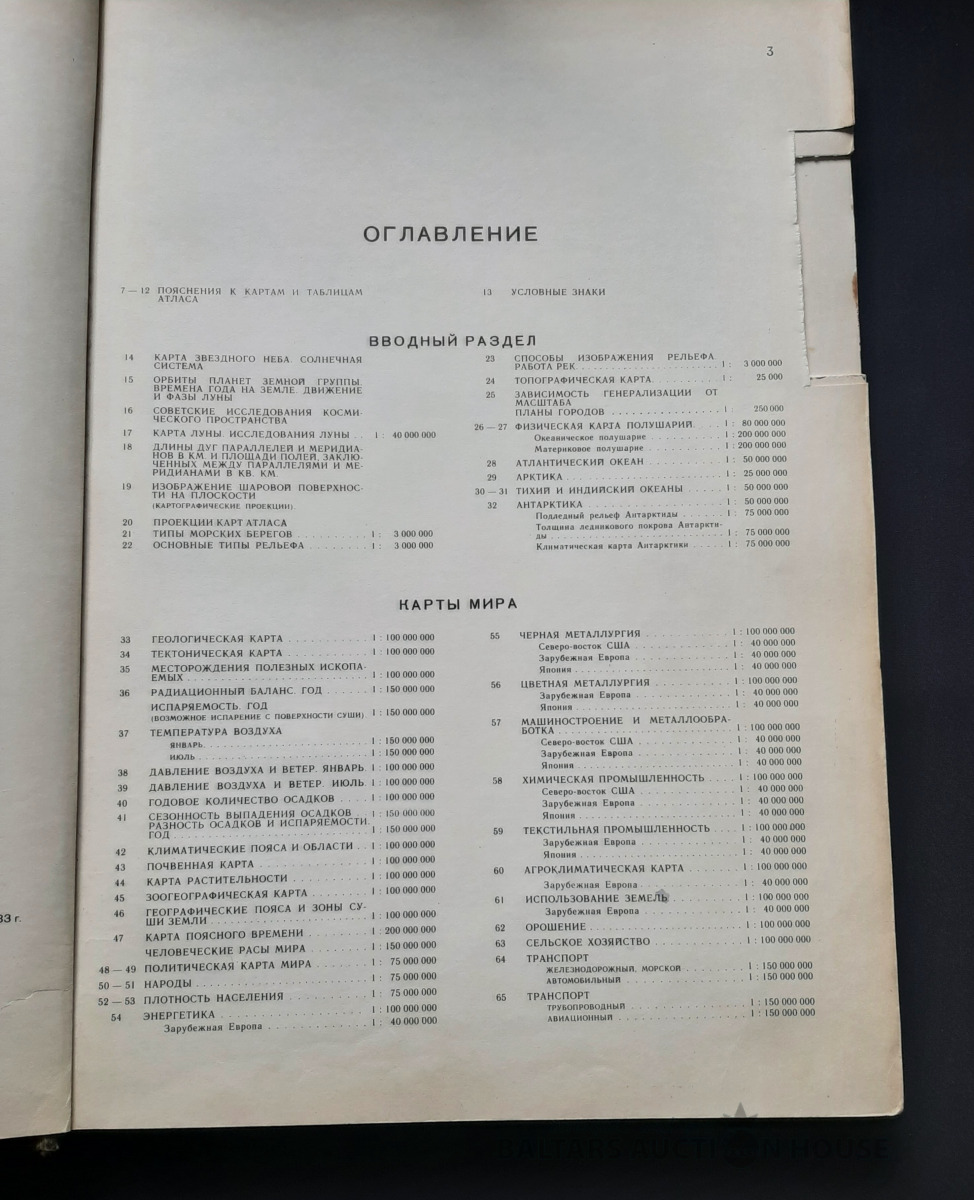 3
ОГЛАВЛЕНИЕ
7 — 12 ПОЯСНЕНИЯ К КАРТАМ И ТАБЛИЦАМ
АТЛАСА
13 УСЛОВНЫЕ ЗНАКИ
ВВОДНЫЙ РАЗДЕЛ
14 КАРТА ЗВЕЗДНОГО НЕБА. СОЛНЕЧНАЯ
СИСТЕМА
15 ОРБИТЫ ПЛАНЕТ ЗЕМНОЙ ГРУППЫ.
ВРЕМЕНА ГОДА НА ЗЕМЛЕ. ДВИЖЕНИЕ
И ФАЗЫ ЛУНЫ
16 СОВЕТСКИЕ ИССЛЕДОВАНИЯ КОСМИ-
ЧЕСКОГО ПРОСТРАНСТВА
17 КАРТА ЛУНЫ. ИССЛЕДОВАНИЯ ЛУНЫ . . 1 : 40 000 000
18 ДЛИНЫ ДУГ ПАРАЛЛЕЛЕЙ И МЕРИДИА-
НОВ В КМ. И ПЛОЩАДИ ПОЛЕЙ, ЗАКЛЮ-
ЧЕННЫХ МЕЖДУ ПАРАЛЛЕЛЯМИ И МЕ-
РИДИАНАМИ В КВ. КМ.
19 ИЗОБРАЖЕНИЕ ШАРОВОЙ ПОВЕРХНОС-
ТИ НА ПЛОСКОСТИ
(КАРТОГРАФИЧЕСКИЕ ПРОЕКЦИИ).
20 ПРОЕКЦИИ КАРТ АТЛАСА
21 ТИПЫ МОРСКИХ БЕРЕГОВ . . . . . . . . . . 1 : 3 000 000
22 ОСНОВНЫЕ ТИПЫ РЕЛЬЕФА . . . . . . . . 1 : 3 000 000
23 СПОСОБЫ ИЗОБРАЖЕНИЯ РЕЛЬЕФА.
РАБОТА РЕК. . . . . . . . . . . . . . . . . . 1 : 3 000 000
24 ТОПОГРАФИЧЕСКАЯ КАРТА. . . . . . . . . 1 : 25 000
25 ЗАВИСИМОСТЬ ГЕНЕРАЛИЗАЦИИ ОТ
МАСШТАБА
ПЛАНЫ ГОРОДОВ . . . . . . . . . . . . . . 1 : 250 000
26 — 27 ФИЗИЧЕСКАЯ КАРТА ПОЛУШАРИЙ. . . . . 1 : 80 000 000
Океаническое полушарие . . . . . . . . . . 1 : 200 000 000
Материковое полушарие . . . . . . . . . . 1 : 200 000 000
28 АТЛАНТИЧЕСКИЙ ОКЕАН . . . . . . . . . . 1 : 50 000 000
29 АРКТИКА . . . . . . . . . . . . . . . . . . 1 : 25 000 000
30 — 31 ТИХИЙ И ИНДИЙСКИЙ ОКЕАНЫ . . . . . 1 : 50 000 000
32 АНТАРКТИКА . . . . . . . . . . . . . . . . 1 : 50 000 000
Подледный рельеф Антарктиды . . . . . . 1 : 75 000 000
Толщина ледникового покрова Антаркти-
ды . . . . . . . . . . . . . . . . . . . . . 1 : 75 000 000
Климатическая карта Антарктики . . . . . 1 : 75 000 000
КАРТЫ МИРА
33 ГЕОЛОГИЧЕСКАЯ КАРТА . . . . . . . . . . 1 : 100 000 000
34 ТЕКТОНИЧЕСКАЯ КАРТА . . . . . . . . . . 1 : 100 000 000
35 МЕСТОРОЖДЕНИЯ ПОЛЕЗНЫХ ИСКОПА-
ЕМЫХ . . . . . . . . . . . . . . . . . . . . 1 : 100 000 000
36 РАДИАЦИОННЫЙ БАЛАНС. ГОД . . . . . . 1 : 150 000 000
ИСПАРЯЕМОСТЬ. ГОД
(ВОЗМОЖНОЕ ИСПАРЕНИЕ С ПОВЕРХНОСТИ СУШИ) 1 : 150 000 000
37 ТЕМПЕРАТУРА ВОЗДУХА
ЯНВАРЬ. . . . . . . . . . . . . . . . . . . . 1 : 150 000 000
ИЮЛЬ . . . . . . . . . . . . . . . . . . . . 1 : 150 000 000
38 ДАВЛЕНИЕ ВОЗДУХА И ВЕТЕР. ЯНВАРЬ. 1 : 100 000 000
39 ДАВЛЕНИЕ ВОЗДУХА И ВЕТЕР. ИЮЛЬ. 1 : 100 000 000
40 ГОДОВОЕ КОЛИЧЕСТВО ОСАДКОВ . . . . 1 : 100 000 000
41 СЕЗОННОСТЬ ВЫПАДЕНИЯ ОСАДКОВ . . 1 : 150 000 000
РАЗНОСТЬ ОСАДКОВ И ИСПАРЯЕМОСТИ.
ГОД . . . . . . . . . . . . . . . . . . . . . 1 : 150 000 000
42 КЛИМАТИЧЕСКИЕ ПОЯСА И ОБЛАСТИ . . 1 : 100 000 000
43 ПОЧВЕННАЯ КАРТА . . . . . . . . . . . . . 1 : 100 000 000
44 КАРТА РАСТИТЕЛЬНОСТИ . . . . . . . . . 1 : 100 000 000
45 ЗООГЕОГРАФИЧЕСКАЯ КАРТА . . . . . . . 1 : 100 000 000
46 ГЕОГРАФИЧЕСКИЕ ПОЯСА И ЗОНЫ СУ-
ШИ ЗЕМЛИ . . . . . . . . . . . . . . . . . 1 : 100 000 000
47 КАРТА ПОЯСНОГО ВРЕМЕНИ . . . . . . . 1 : 200 000 000
ЧЕЛОВЕЧЕСКИЕ РАСЫ МИРА . . . . . . . 1 : 150 000 000
48 — 49 ПОЛИТИЧЕСКАЯ КАРТА МИРА . . . . . . 1 : 75 000 000
50 — 51 НАРОДЫ . . . . . . . . . . . . . . . . . . 1 : 75 000 000
52 — 53 ПЛОТНОСТЬ НАСЕЛЕНИЯ . . . . . . . . . 1 : 75 000 000
54 ЭНЕРГЕТИКА . . . . . . . . . . . . . . . . 1 : 100 000 000
Зарубежная Европа . . . . . . . . . . . . . 1 : 40 000 000
55 ЧЕРНАЯ МЕТАЛЛУРГИЯ . . . . . . . . . . 1 : 100 000 000
Северо-восток США . . . . . . . . . . . . . 1 : 40 000 000
Зарубежная Европа . . . . . . . . . . . . . 1 : 40 000 000
Япония . . . . . . . . . . . . . . . . . . . 1 : 40 000 000
56 ЦВЕТНАЯ МЕТАЛЛУРГИЯ . . . . . . . . . 1 : 100 000 000
Зарубежная Европа . . . . . . . . . . . . . 1 : 40 000 000
Япония . . . . . . . . . . . . . . . . . . . 1 : 40 000 000
57 МАШИНОСТРОЕНИЕ И МЕТАЛЛООБРА-
БОТКА . . . . . . . . . . . . . . . . . . . 1 : 100 000 000
Северо-восток США . . . . . . . . . . . . . 1 : 40 000 000
Зарубежная Европа . . . . . . . . . . . . . 1 : 40 000 000
Япония . . . . . . . . . . . . . . . . . . . 1 : 40 000 000
58 ХИМИЧЕСКАЯ ПРОМЫШЛЕННОСТЬ . . . . 1 : 100 000 000
Северо-восток США . . . . . . . . . . . . . 1 : 40 000 000
Зарубежная Европа . . . . . . . . . . . . . 1 : 40 000 000
Япония . . . . . . . . . . . . . . . . . . . 1 : 40 000 000
59 ТЕКСТИЛЬНАЯ ПРОМЫШЛЕННОСТЬ . . . . 1 : 100 000 000
Зарубежная Европа . . . . . . . . . . . . . 1 : 40 000 000
Япония . . . . . . . . . . . . . . . . . . . 1 : 40 000 000
60 АГРОКЛИМАТИЧЕСКАЯ КАРТА . . . . . . . 1 : 100 000 000
Зарубежная Европа . . . . . . . . . . . . . 1 : 40 000 000
61 ИСПОЛЬЗОВАНИЕ ЗЕМЕЛЬ . . . . . . . . . 1 : 100 000 000
Зарубежная Европа . . . . . . . . . . . . . 1 : 40 000 000
62 ОРОШЕНИЕ . . . . . . . . . . . . . . . . . 1 : 100 000 000
63 СЕЛЬСКОЕ ХОЗЯЙСТВО . . . . . . . . . . . 1 : 100 000 000
64 ТРАНСПОРТ
ЖЕЛЕЗНОДОРОЖНЫЙ, МОРСКОЙ . . . . . . . 1 : 150 000 000
АВТОМОБИЛЬНЫЙ . . . . . . . . . . . . . . 1 : 150 000 000
65 ТРАНСПОРТ
ТРУБОПРОВОДНЫЙ . . . . . . . . . . . . . 1 : 150 000 000
АВИАЦИОННЫЙ . . . . . . . . . . . . . . . 1 : 150 000 000
33 г.
BALTARS AUCTION HOUSE